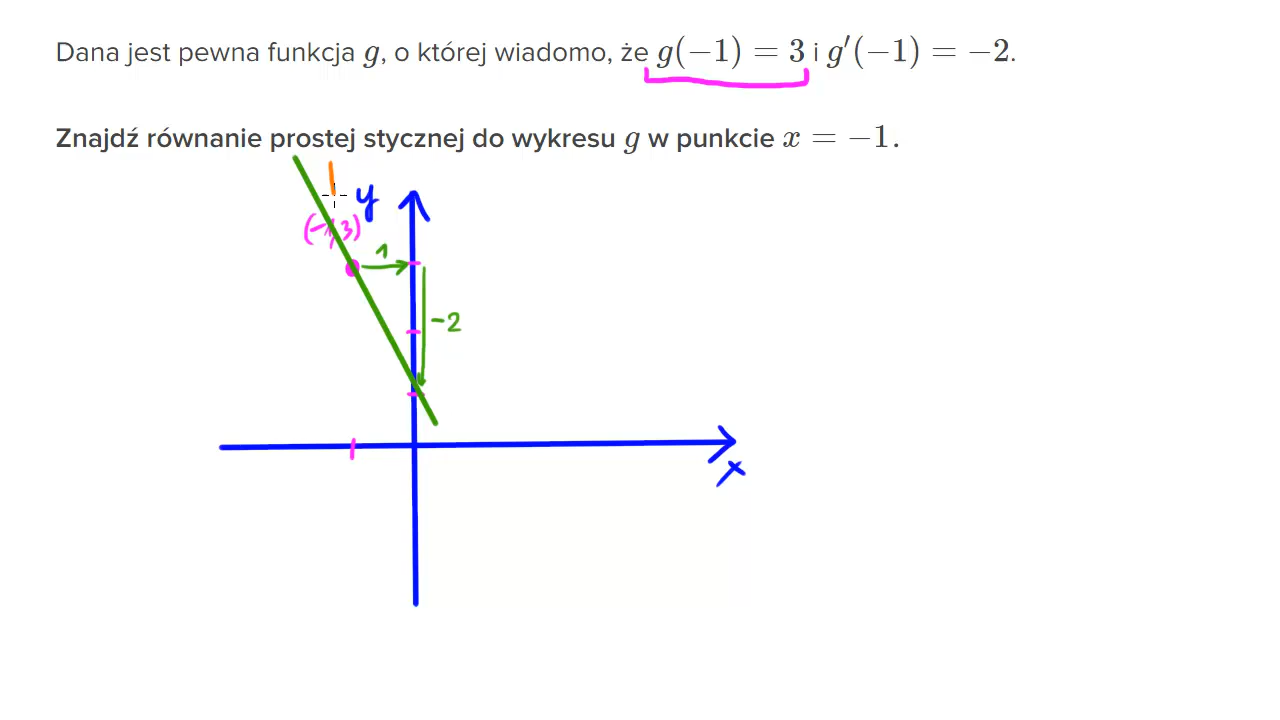 Dana jest pewna funkcja g, o której wiadomo, że g(−1) = 3 i g′(−1) = −2.
Znajdź równanie prostej stycznej do wykresu g w punkcie x = −1.
y
(-1,3)
1
-2
x